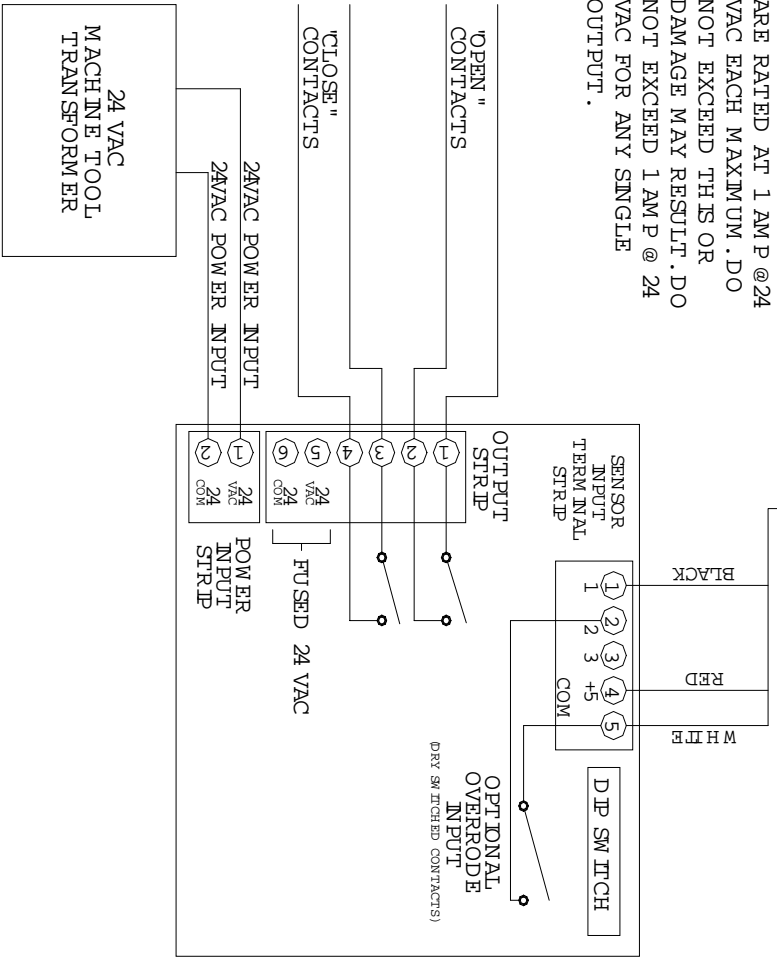 ARE RATED AT 1 AMP @24
VAC EACH MAXIMUM. DO
NOT EXCEED THIS OR
DAMAGE MAY RESULT. DO
NOT EXCEED 1 AMP @ 24
VAC FOR ANY SINGLE
OUTPUT.
BLACK
RED
WHITE
SENSOR
INPUT
TERMINAL
STRIP
1
2
3
4
5
1
2
3
+5
COM
DIP SWITCH
OPTIONAL
OVERRODE
INPUT
(DRY SWITCHED CONTACTS)
"OPEN"
CONTACTS
"CLOSE"
CONTACTS
OUTPUT
STRIP
1
2
3
4
5
6
24
VAC
24
COM
FUSED 24 VAC
24VAC POWER INPUT
24VAC POWER INPUT
1
2
24
VAC
24
COM
POWER
INPUT
STRIP
24 VAC
MACHINE TOOL
TRANSFORMER